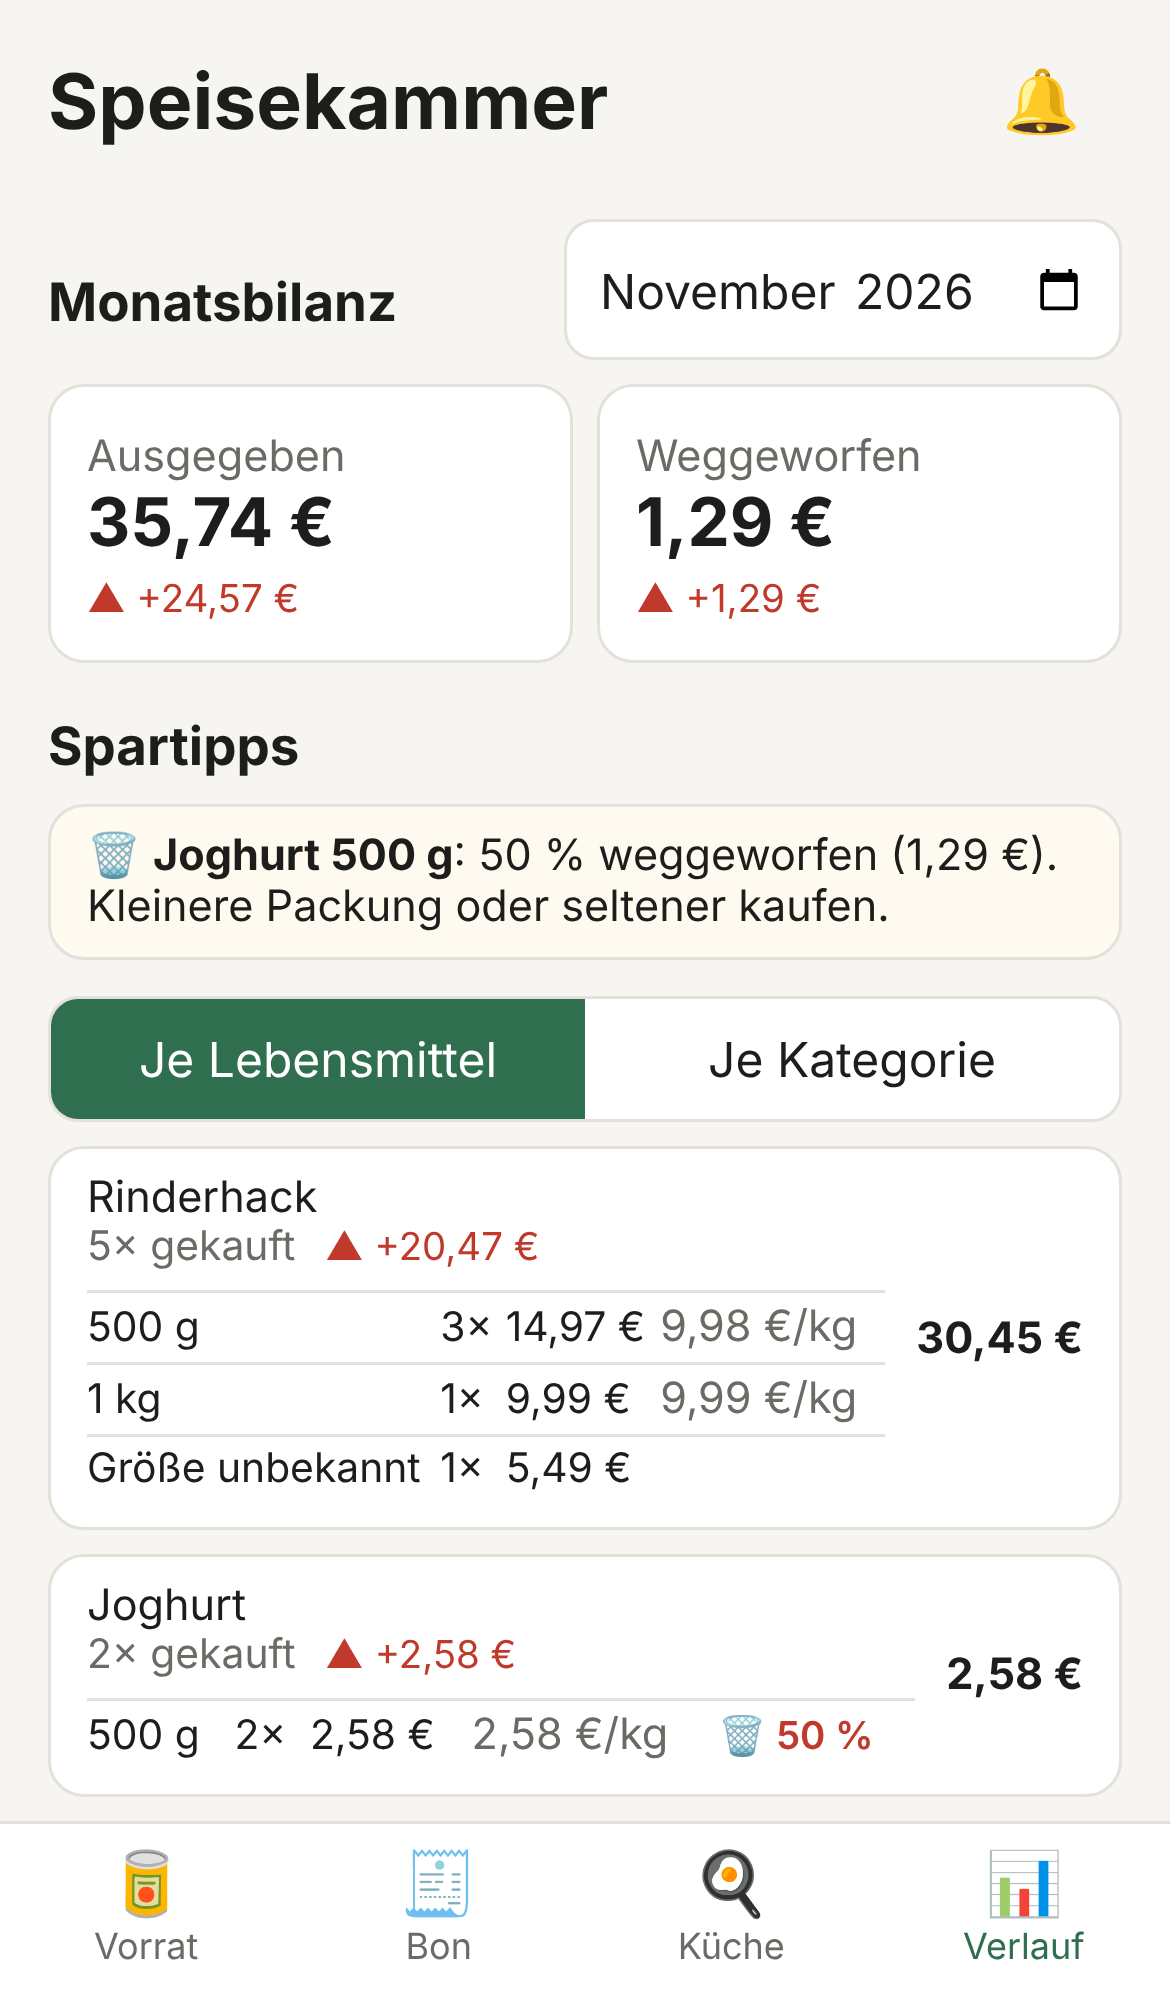 Speisekammer
Monatsbilanz
November 2026
Ausgegeben
35,74 €
▲ +24,57 €
Weggeworfen
1,29 €
▲ +1,29 €
Spartipps
Joghurt 500 g: 50 % weggeworfen (1,29 €).
Kleinere Packung oder seltener kaufen.
Je Lebensmittel
Je Kategorie
Rinderhack
5× gekauft ▲ +20,47 €
500 g 3× 14,97 € 9,98 €/kg
30,45 €
1 kg 1× 9,99 € 9,99 €/kg
Größe unbekannt 1× 5,49 €
Joghurt
2× gekauft ▲ +2,58 €
2,58 €
500 g 2× 2,58 € 2,58 €/kg 50 %
Vorrat
Bon
Küche
Verlauf